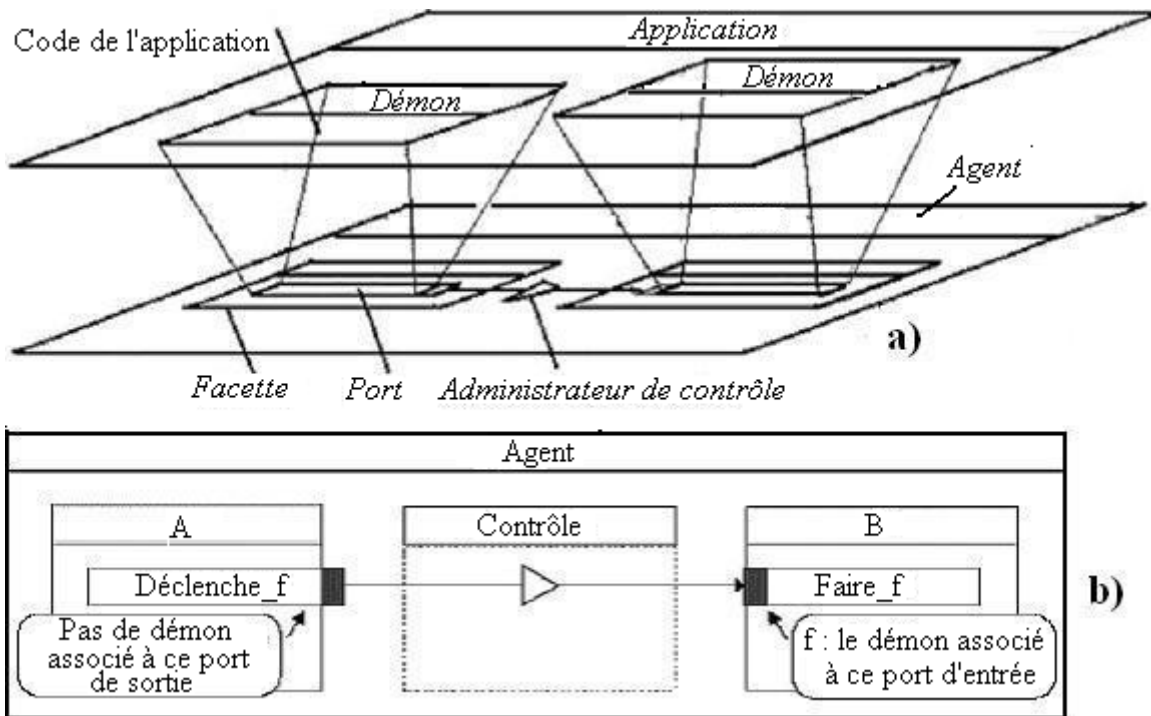 Code de l'application
Application
Démon
Démon
Agent
a)
Facette
Port
Administrateur de contrôle
Agent
A
Contrôle
B
Déclenche_f
Faire_f
b)
Pas de démon
associé à ce port
de sortie
f : le démon associé
à ce port d'entrée